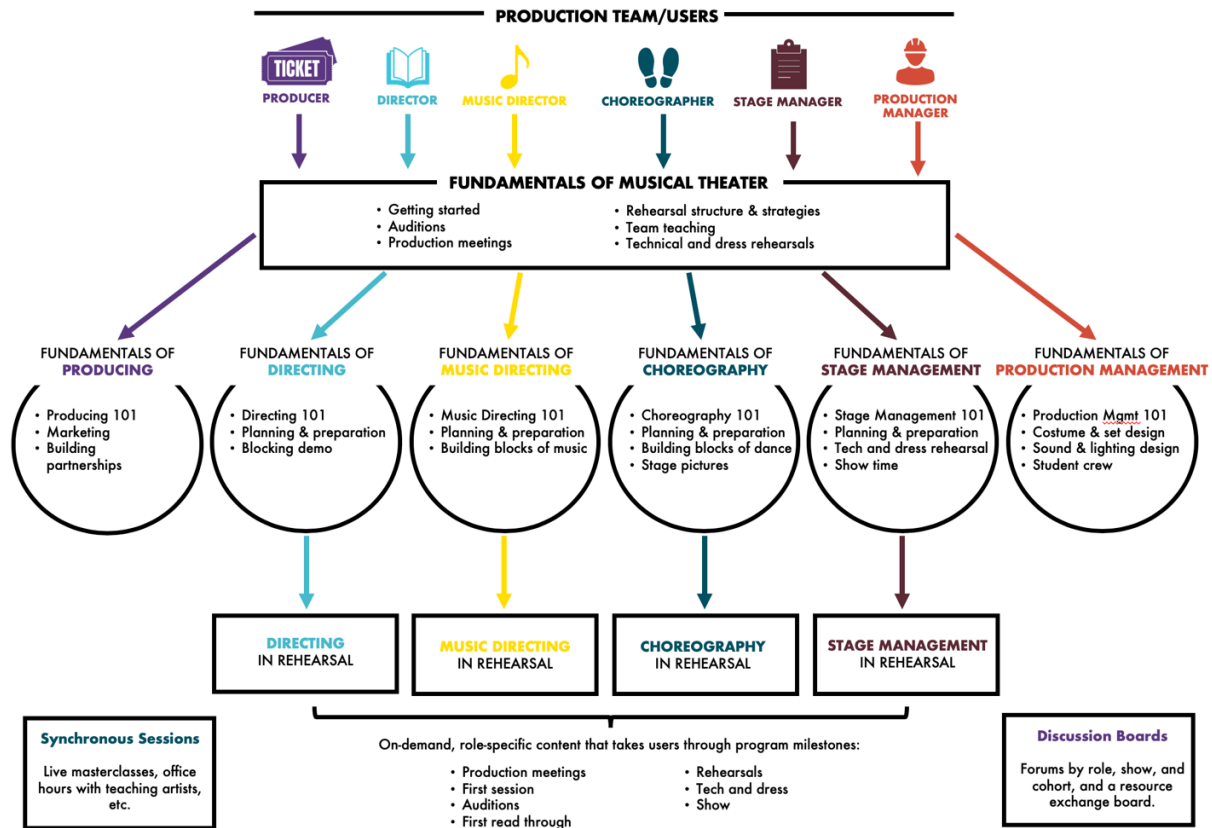 PRODUCTION TEAM/USERS
TICKET
PRODUCER
DIRECTOR
MUSIC DIRECTOR
CHOREOGRAPHER
STAGE MANAGER
PRODUCTION
MANAGER
FUNDAMENTALS OF MUSICAL THEATER
• Getting started
• Auditions
• Production meetings
• Rehearsal structure & strategies
• Team teaching
• Technical and dress rehearsals
FUNDAMENTALS OF
PRODUCING
• Producing 101
• Marketing
• Building
partnerships
FUNDAMENTALS OF
DIRECTING
• Directing 101
• Planning & preparation
• Blocking demo
FUNDAMENTALS OF
MUSIC DIRECTING
• Music Directing 101
• Planning & preparation
• Building blocks of music
FUNDAMENTALS OF
CHOREOGRAPHY
• Choreography 101
• Planning & preparation
• Building blocks of dance
• Stage pictures
FUNDAMENTALS OF
STAGE MANAGEMENT
• Stage Management 101
• Planning & preparation
• Tech and dress rehearsal
• Show time
FUNDAMENTALS OF
PRODUCTION MANAGEMENT
• Production Mgmt 101
• Costume & set design
• Sound & lighting design
• Student crew
DIRECTING
IN REHEARSAL
MUSIC DIRECTING
IN REHEARSAL
CHOREOGRAPHY
IN REHEARSAL
STAGE MANAGEMENT
IN REHEARSAL
Synchronous Sessions
Live masterclasses, office
hours with teaching artists,
etc.
On-demand, role-specific content that takes users through program milestones:
• Production meetings
• First session
• Auditions
• First read through
• Rehearsals
• Tech and dress
• Show
Discussion Boards
Forums by role, show, and
cohort, and a resource
exchange board.